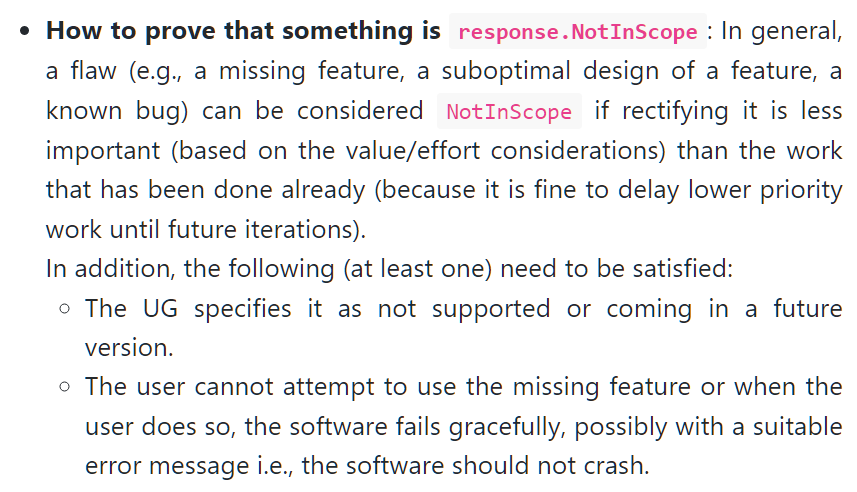 • How to prove that something is response.NotInScope: In general,
a flaw (e.g., a missing feature, a suboptimal design of a feature, a
known bug) can be considered NotInScope if rectifying it is less
important (based on the value/effort considerations) than the work
that has been done already (because it is fine to delay lower priority
work until future iterations).
In addition, the following (at least one) need to be satisfied:
○ The UG specifies it as not supported or coming in a future
version.
○ The user cannot attempt to use the missing feature or when the
user does so, the software fails gracefully, possibly with a suitable
error message i.e., the software should not crash.